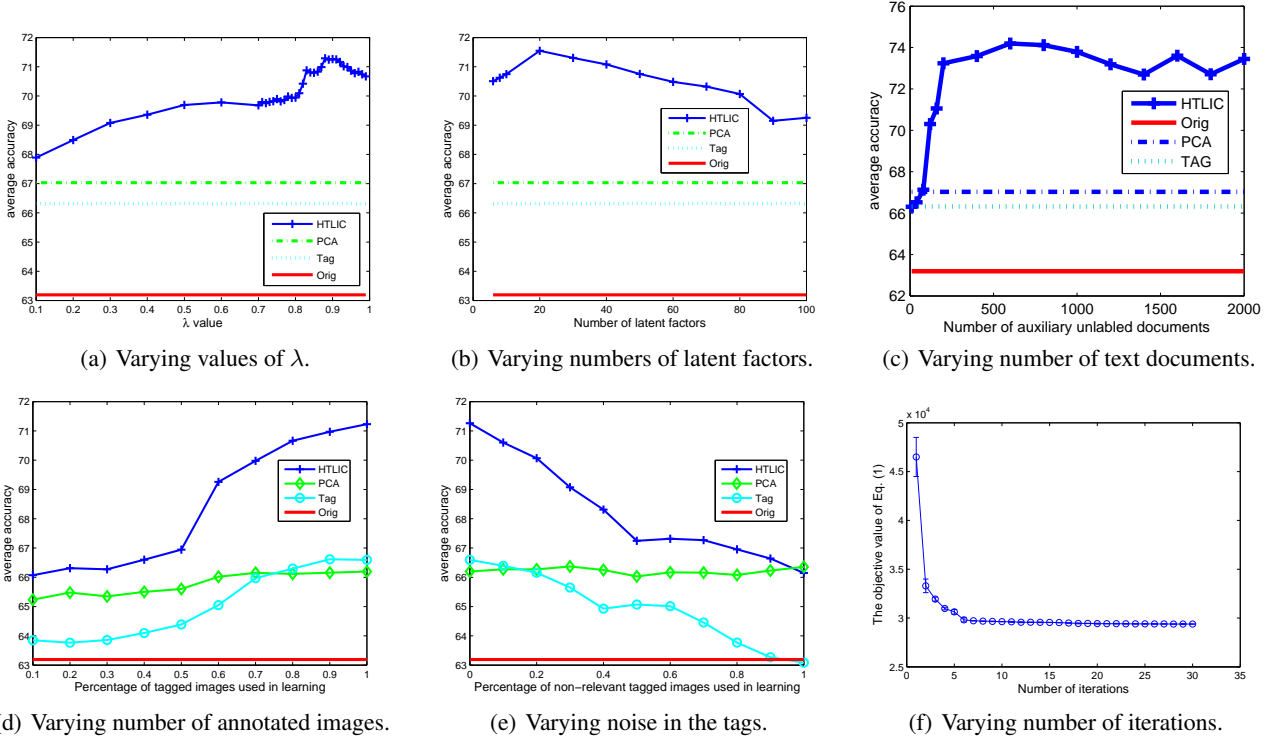 72
71
70
69
68
67
66
65
64
63
average accuracy
HTLIC
PCA
Tag
Orig
0.1 0.2 0.3 0.4 0.5 0.6 0.7 0.8 0.9 1
λ value
(a) Varying values of λ.
72
71
70
69
68
67
66
65
64
63
average accuracy
HTLIC
PCA
Tag
Orig
0 20 40 60 80 100
Number of latent factors
(b) Varying numbers of latent factors.
76
74
72
70
68
66
64
62
average accuracy
HTLIC
Orig
PCA
TAG
0 500 1000 1500 2000
Number of auxiliary unlabled documents
(c) Varying number of text documents.
72
71
70
69
68
67
66
65
64
63
average accuracy
HTLIC
PCA
Tag
Orig
0.1 0.2 0.3 0.4 0.5 0.6 0.7 0.8 0.9 1
Percentage of tagged images used in learning
d) Varying number of annotated images.
72
71
70
69
68
67
66
65
64
63
average accuracy
HTLIC
PCA
Tag
Orig
0 0.2 0.4 0.6 0.8 1
Percentage of non−relevant tagged images used in learning
(e) Varying noise in the tags.
x 10⁴
5
4.5
4
3.5
3
2.5
The objective value of Eq. (1)
0 5 10 15 20 25 30 35
Number of iterations
(f) Varying number of iterations.